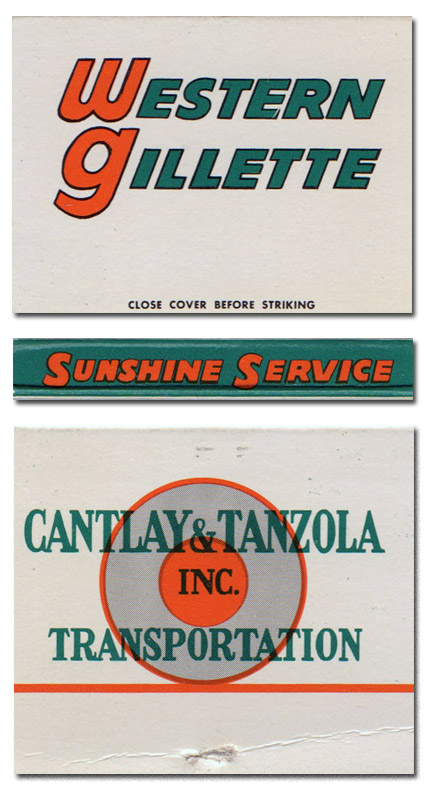 WESTERN
GILLETTE
CLOSE COVER BEFORE STRIKING
SUNSHINE SERVICE
CANTLAY & TANZOLA
INC.
TRANSPORTATION